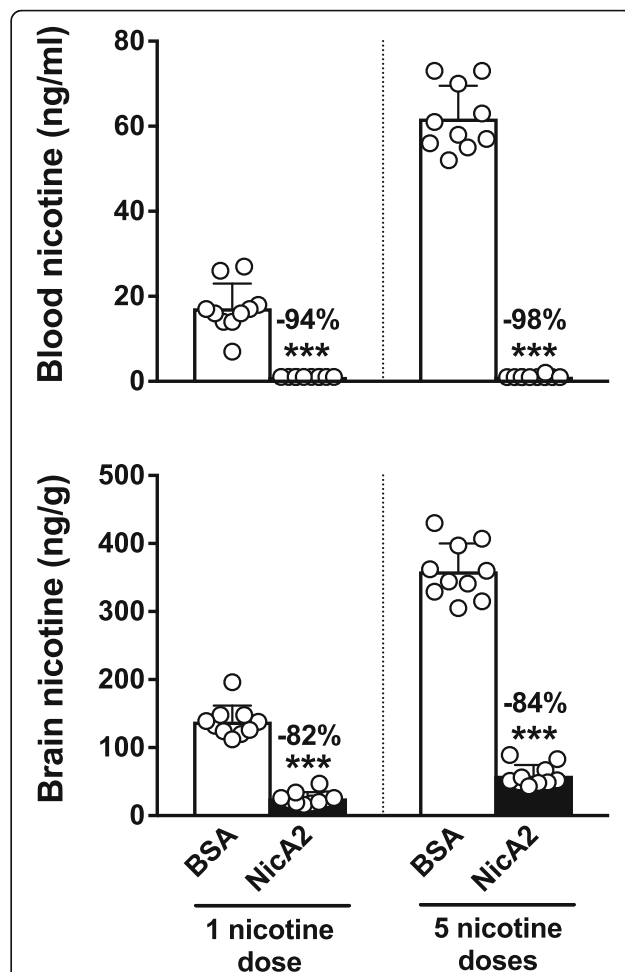 Blood nicotine (ng/ml)
80
60
40
20
0
-94%
***
-98%
***
Brain nicotine (ng/g)
500
400
300
200
100
0
-82%
***
-84%
***
BSA
NicA2
BSA
NicA2
1 nicotine
dose
5 nicotine
doses